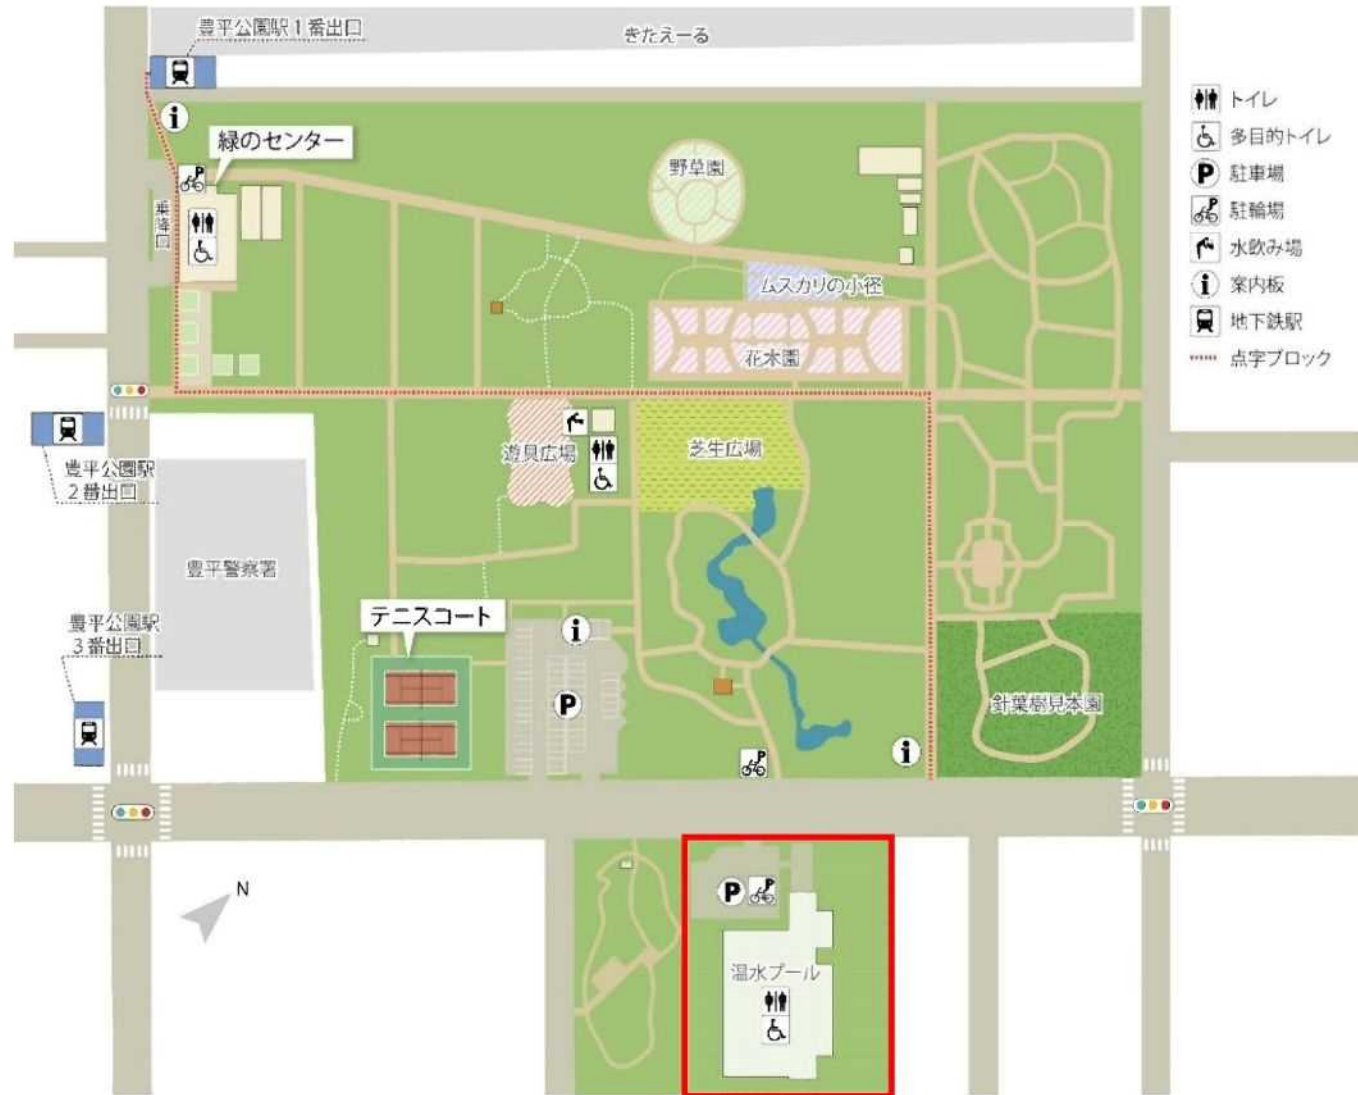 豊平公園駅1番出口
きたえーる
緑のセンター
乗降口
野草園
ムスカリの小径
花木園
トイレ
多目的トイレ
P
駐車場
P
駐輪場
水飲み場
i
案内板
地下鉄駅
点字ブロック
i
P
豊平公園駅
2番出口
遊具広場
芝生広場
豊平警察署
豊平公園駅
3番出口
テニスコート
i
P
針葉樹見本園
i
P
N
P
P
温水プール